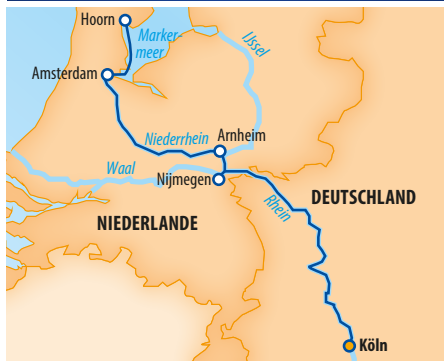 Hoorn
Marker-
meer
IJssel
Amsterdam
Niederrhein
Arnheim
Waal
Nijmegen
DEUTSCHLAND
NIEDERLANDE
Rhein
Köln